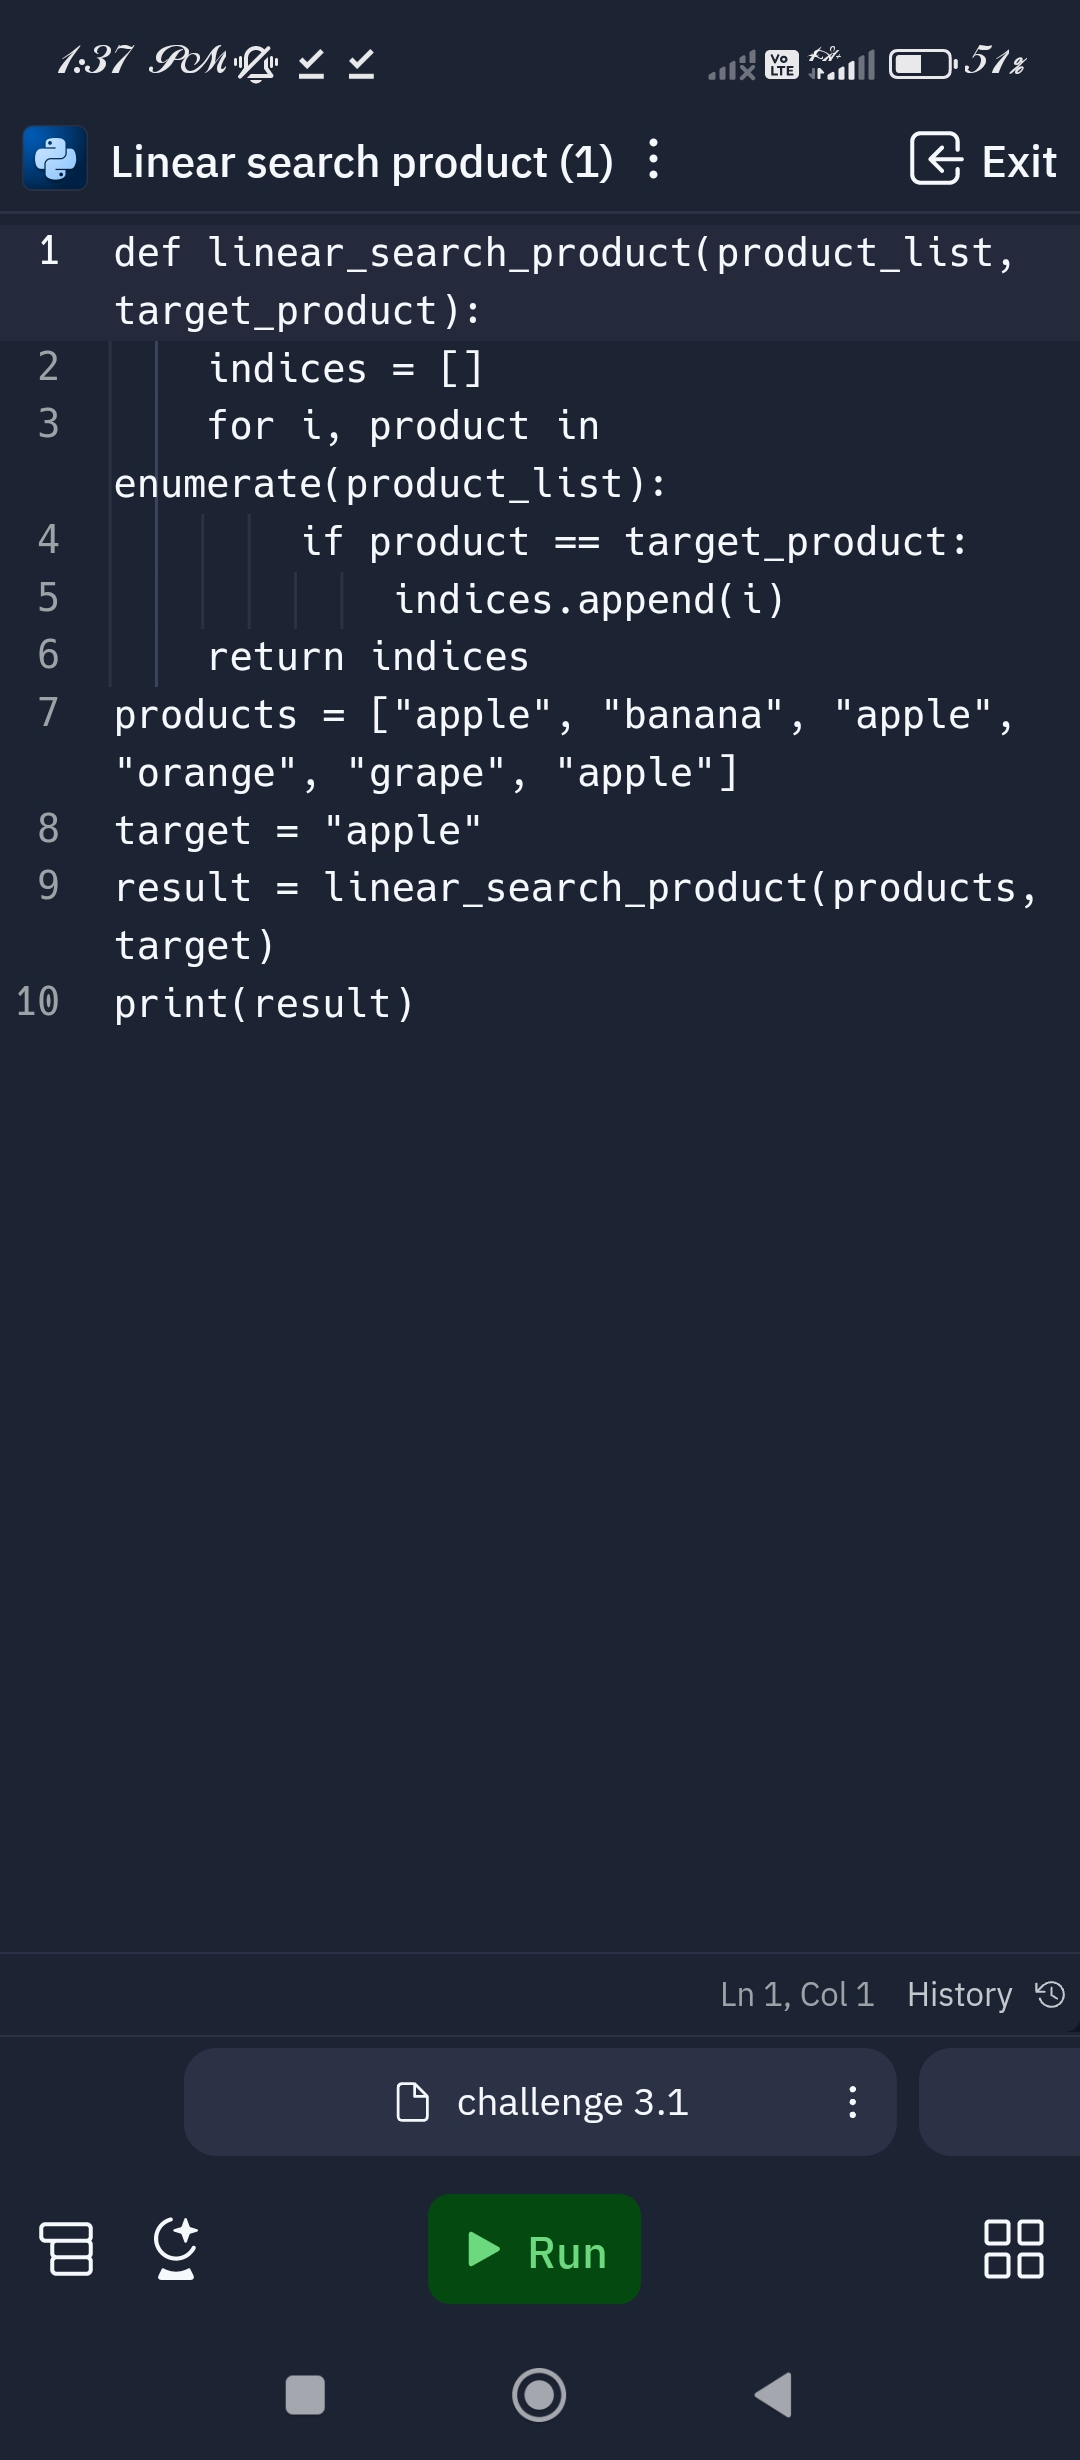 1:37 PM
Vo LTE
51%
Linear search product (1)
Exit
1 def linear_search_product(product_list,
target_product):
2 indices = []
3 for i, product in
enumerate(product_list):
4 if product == target_product:
5 indices.append(i)
6 return indices
7 products = ["apple", "banana", "apple",
"orange", "grape", "apple"]
8 target = "apple"
9 result = linear_search_product(products,
target)
10 print(result)
Ln 1, Col 1 History
challenge 3.1
Run